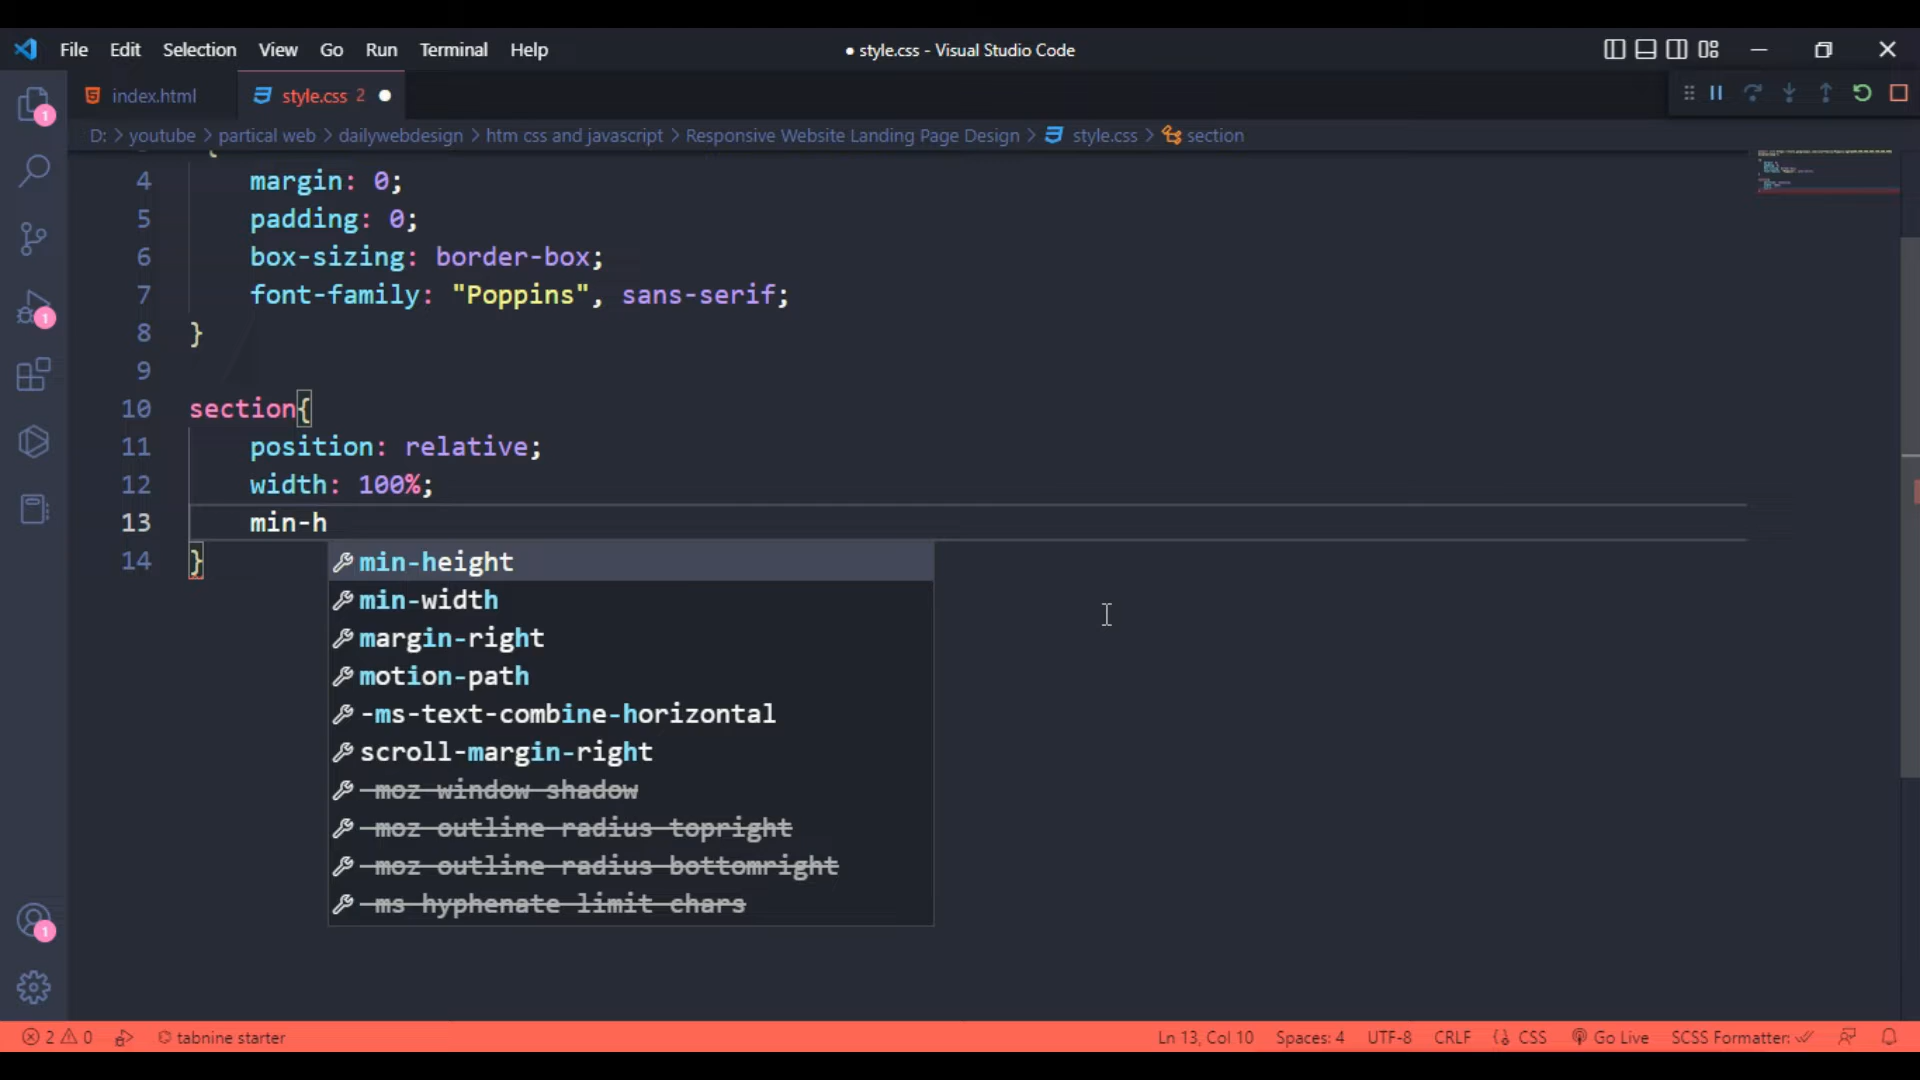 File Edit Selection View Go Run Terminal Help
● style.css - Visual Studio Code
index.html
style.css 2 ●
D: > youtube > partical web > dailywebdesign > htm css and javascript > Responsive Website Landing Page Design > style.css > section
4 margin: 0;
5 padding: 0;
6 box-sizing: border-box;
7 font-family: "Poppins", sans-serif;
8 }
9
10 section{
11 position: relative;
12 width: 100%;
13 min-h
14 }
min-height
min-width
margin-right
motion-path
-ms-text-combine-horizontal
scroll-margin-right
-moz-window-shadow
-moz-outline-radius-topright
-moz-outline-radius-bottomright
-ms-hyphenate-limit-chars
1
1
1
2 0 tabnine starter Ln 13, Col 10 Spaces: 4 UTF-8 CRLF CSS Go Live SCSS Formatter: